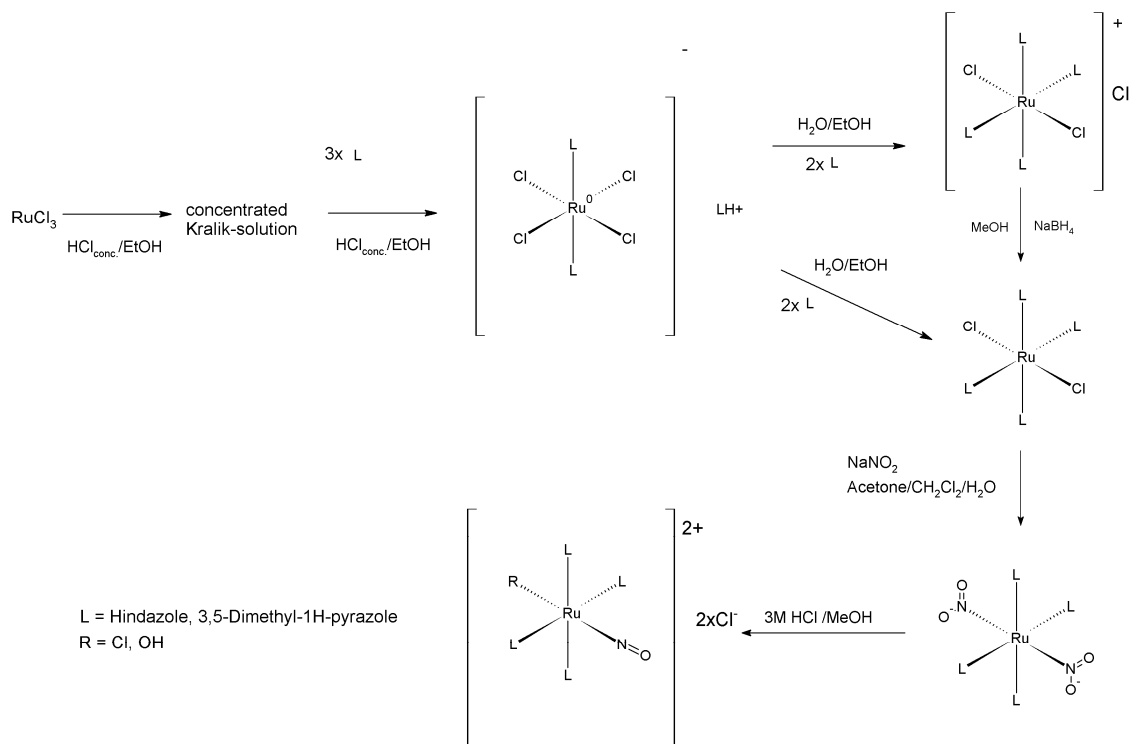 RuCl3
HClconc./EtOH
concentrated
Kralik-solution
3x L
HClconc./EtOH
-
L
Cl
Cl
Ru0
Cl
Cl
L
LH+
H2O/EtOH
2x L
H2O/EtOH
2x L
+
L
Cl
L
Ru
L
Cl
L
Cl
MeOH NaBH4
L
Cl
L
Ru
L
Cl
L
NaNO2
Acetone/CH2Cl2/H2O
L
O
N
O-
L
Ru
L
N
O
O-
L
3M HCl /MeOH
2+
L
R
L
Ru
L
N
O
L
2xCl-
L = Hindazole, 3,5-Dimethyl-1H-pyrazole
R = Cl, OH